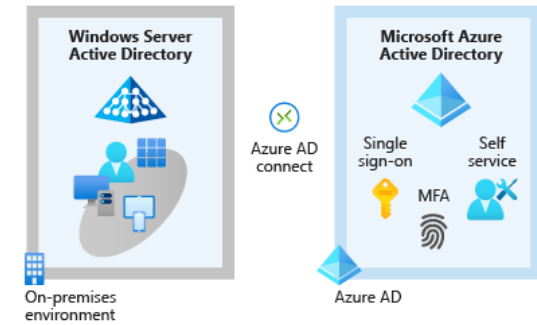 Windows Server
Active Directory
On-premises
environment
Azure AD
connect
Microsoft Azure
Active Directory
Single
sign-on
MFA
Self
service
Azure AD